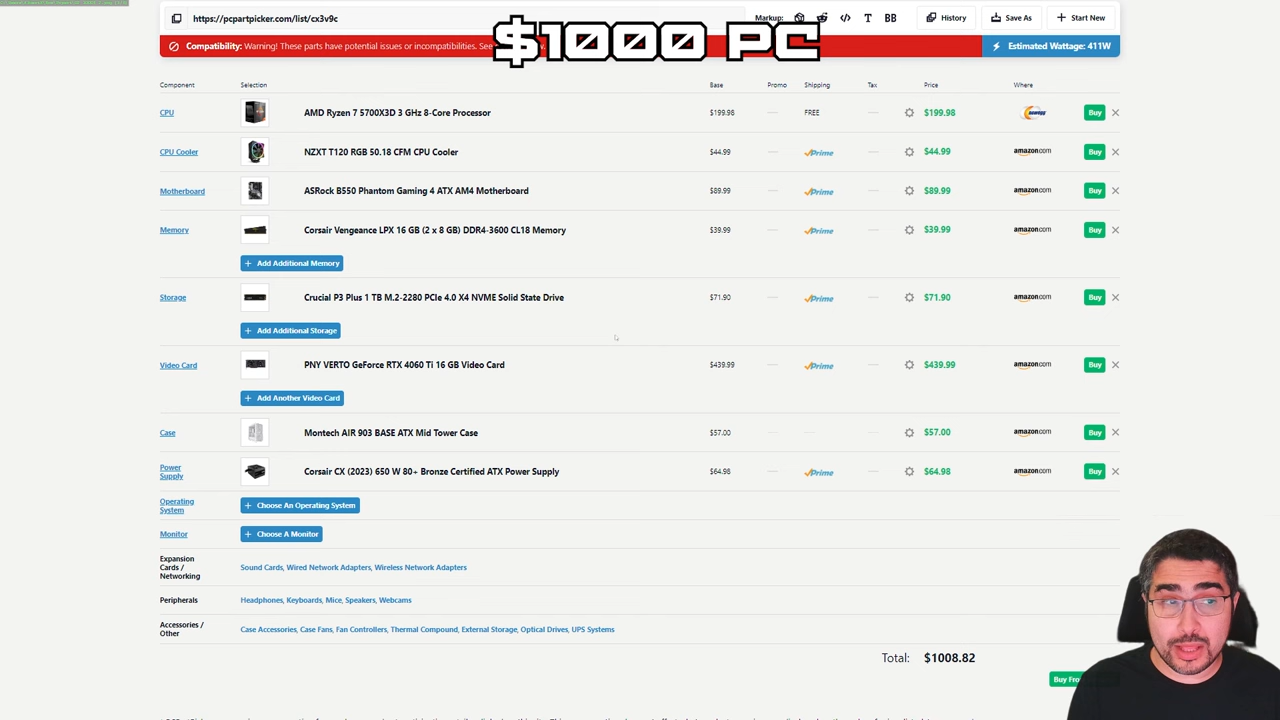 https://pcpartpicker.com/list/cx3v9c
Markup:
T
BB
History
Save As
Start New
$1000 PC
Compatibility: Warning! These parts have potential issues or incompatibilities. See
Estimated Wattage: 411W
Component Selection Base Promo Shipping Tax Price Where
CPU AMD Ryzen 7 5700X3D 3 GHz 8-Core Processor $199.98 FREE $199.98 newegg Buy
CPU Cooler NZXT T120 RGB 50.18 CFM CPU Cooler $44.99 Prime $44.99 amazon.com Buy
Motherboard ASRock B550 Phantom Gaming 4 ATX AM4 Motherboard $89.99 Prime $89.99 amazon.com Buy
Memory Corsair Vengeance LPX 16 GB (2 x 8 GB) DDR4-3600 CL18 Memory $39.99 Prime $39.99 amazon.com Buy
+ Add Additional Memory
Storage Crucial P3 Plus 1 TB M.2-2280 PCIe 4.0 X4 NVME Solid State Drive $71.90 Prime $71.90 amazon.com Buy
+ Add Additional Storage
Video Card PNY VERTO GeForce RTX 4060 Ti 16 GB Video Card $439.99 Prime $439.99 amazon.com Buy
+ Add Another Video Card
Case Montech AIR 903 BASE ATX Mid Tower Case $57.00 $57.00 amazon.com Buy
Power Supply Corsair CX (2023) 650 W 80+ Bronze Certified ATX Power Supply $64.98 Prime $64.98 amazon.com Buy
Operating System + Choose An Operating System
Monitor + Choose A Monitor
Expansion Cards / Networking Sound Cards, Wired Network Adapters, Wireless Network Adapters
Peripherals Headphones, Keyboards, Mice, Speakers, Webcams
Accessories / Other Case Accessories, Case Fans, Fan Controllers, Thermal Compound, External Storage, Optical Drives, UPS Systems
Total: $1008.82
Buy